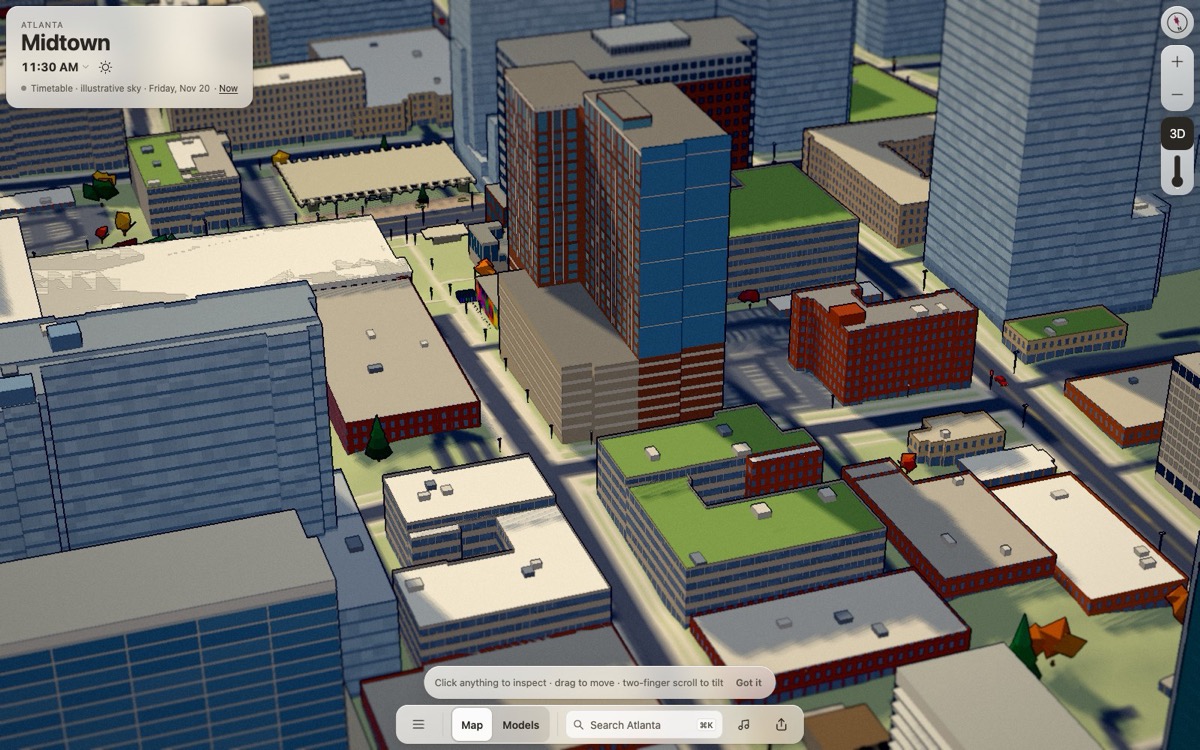 ATLANTA
Midtown
11:30 AM
Timetable · illustrative sky · Friday, Nov 20 · Now
3D
Click anything to inspect · drag to move · two-finger scroll to tilt Got it
Map Models Search Atlanta ⌘K